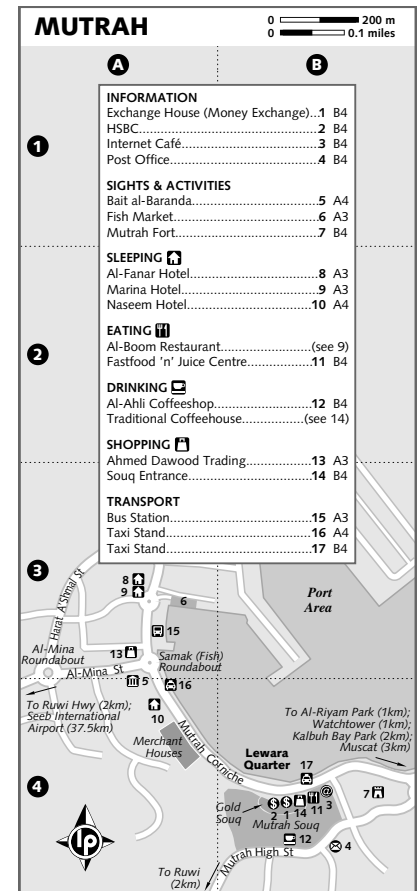 MUTRAH
0 200 m
0 0.1 miles
A B
1
INFORMATION
Exchange House (Money Exchange)..1 B4
HSBC.......................................2 B4
Internet Café............................3 B4
Post Office...............................4 B4
SIGHTS & ACTIVITIES
Bait al-Baranda.........................5 A4
Fish Market..............................6 A3
Mutrah Fort..............................7 B4
SLEEPING
Al-Fanar Hotel..........................8 A3
Marina Hotel............................9 A3
Naseem Hotel..........................10 A4
2
EATING
Al-Boom Restaurant....................(see 9)
Fastfood 'n' Juice Centre............11 B4
DRINKING
Al-Ahli Coffeeshop.....................12 B4
Traditional Coffeehouse...............(see 14)
SHOPPING
Ahmed Dawood Trading..............13 A3
Souq Entrance..........................14 B4
TRANSPORT
Bus Station...............................15 A3
Taxi Stand................................16 A4
Taxi Stand................................17 B4
3
Harat A'Shmal St
8
9
6
Port
Area
15
Al-Mina
Roundabout
13
Samak (Fish)
Roundabout
Al-Mina St
5
16
To Ruwi Hwy (2km);
Seeb International
Airport (37.5km)
10
Merchant
Houses
Mutrah Corniche
To Al-Riyam Park (1km);
Watchtower (1km);
Kalbuh Bay Park (2km);
Muscat (3km)
Lewara
Quarter
17
4
Gold
Souq
2 1 14 11 3
7
Mutrah Souq
12
4
Mutrah High St
To Ruwi
(2km)
lp